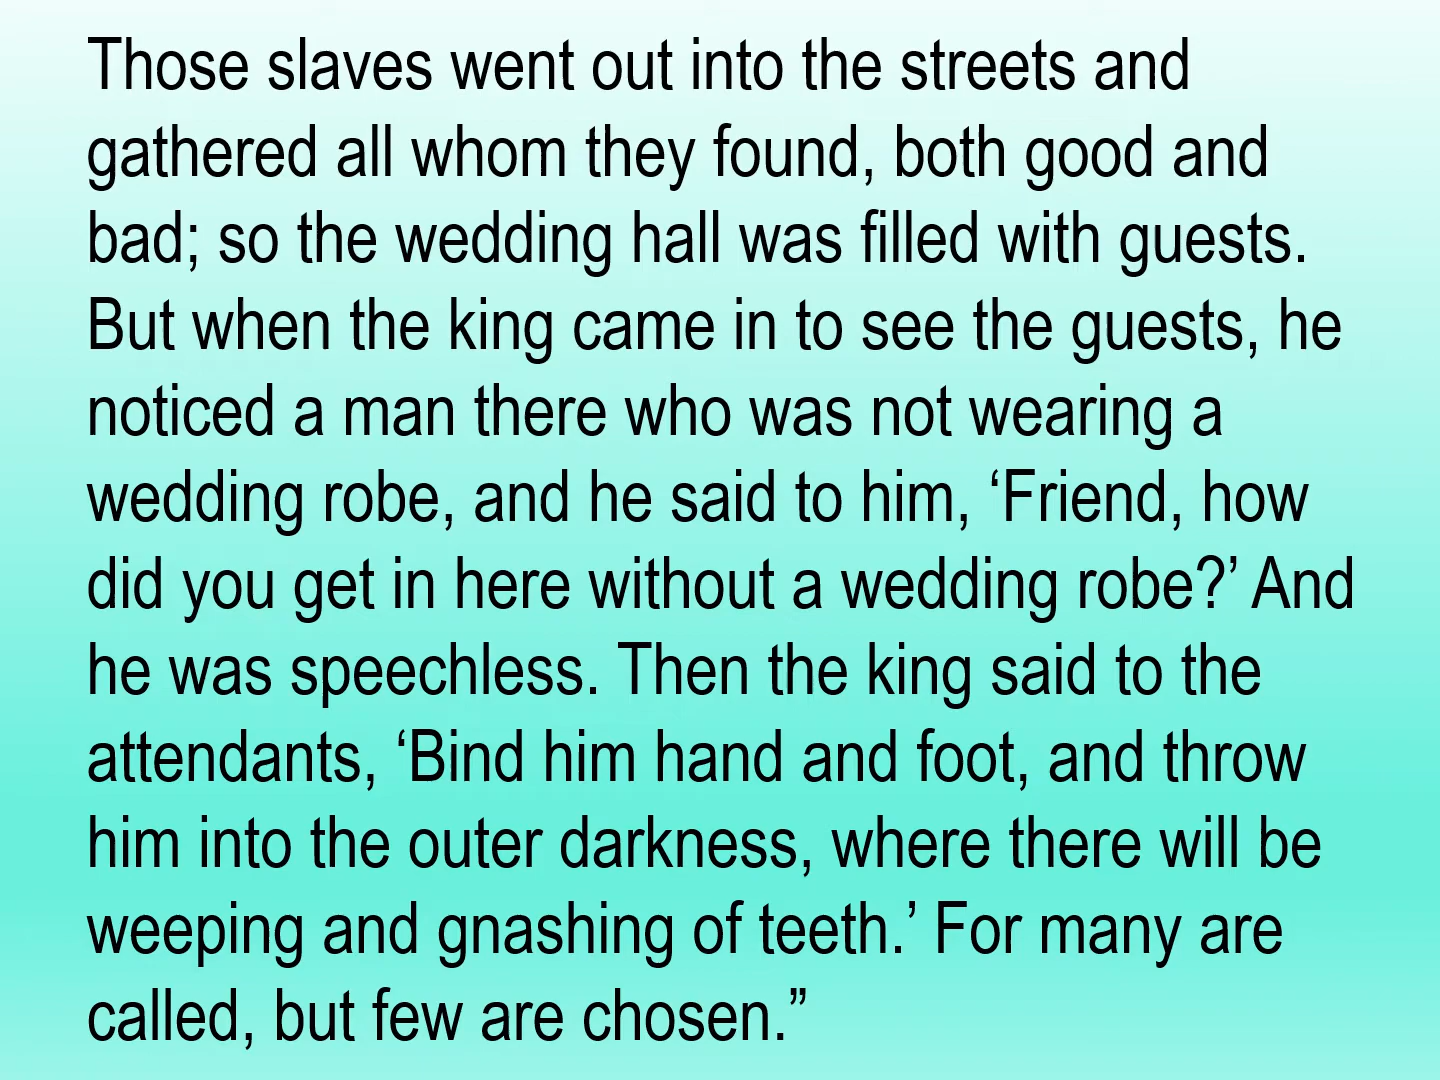 Those slaves went out into the streets and
gathered all whom they found, both good and
bad; so the wedding hall was filled with guests.
But when the king came in to see the guests, he
noticed a man there who was not wearing a
wedding robe, and he said to him, ‘Friend, how
did you get in here without a wedding robe?’ And
he was speechless. Then the king said to the
attendants, ‘Bind him hand and foot, and throw
him into the outer darkness, where there will be
weeping and gnashing of teeth.’ For many are
called, but few are chosen.”